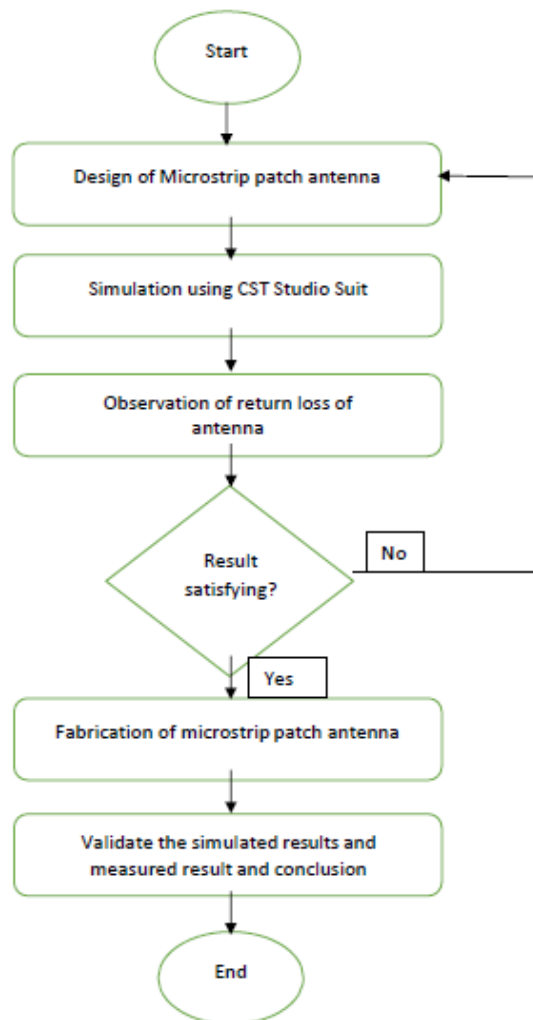 Start
Design of Microstrip patch antenna
Simulation using CST Studio Suit
Observation of return loss of
antenna
Result
satisfying?
No
Yes
Fabrication of microstrip patch antenna
Validate the simulated results and
measured result and conclusion
End